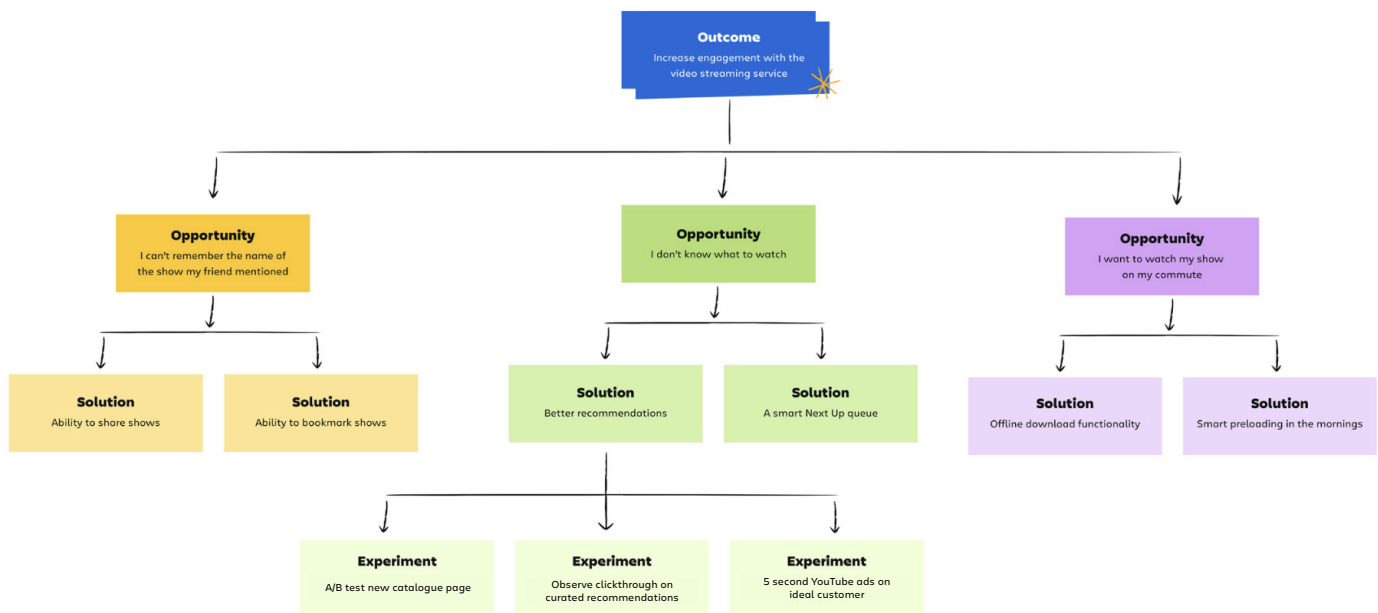 Outcome
Increase engagement with the
video streaming service
Opportunity
I can't remember the name of
the show my friend mentioned
Opportunity
I don't know what to watch
Opportunity
I want to watch my show
on my commute
Solution
Ability to share shows
Solution
Ability to bookmark shows
Solution
Better recommendations
Solution
A smart Next Up queue
Solution
Offline download functionality
Solution
Smart preloading in the mornings
Experiment
A/B test new catalogue page
Experiment
Observe clickthrough on
curated recommendations
Experiment
5 second YouTube ads on
ideal customer